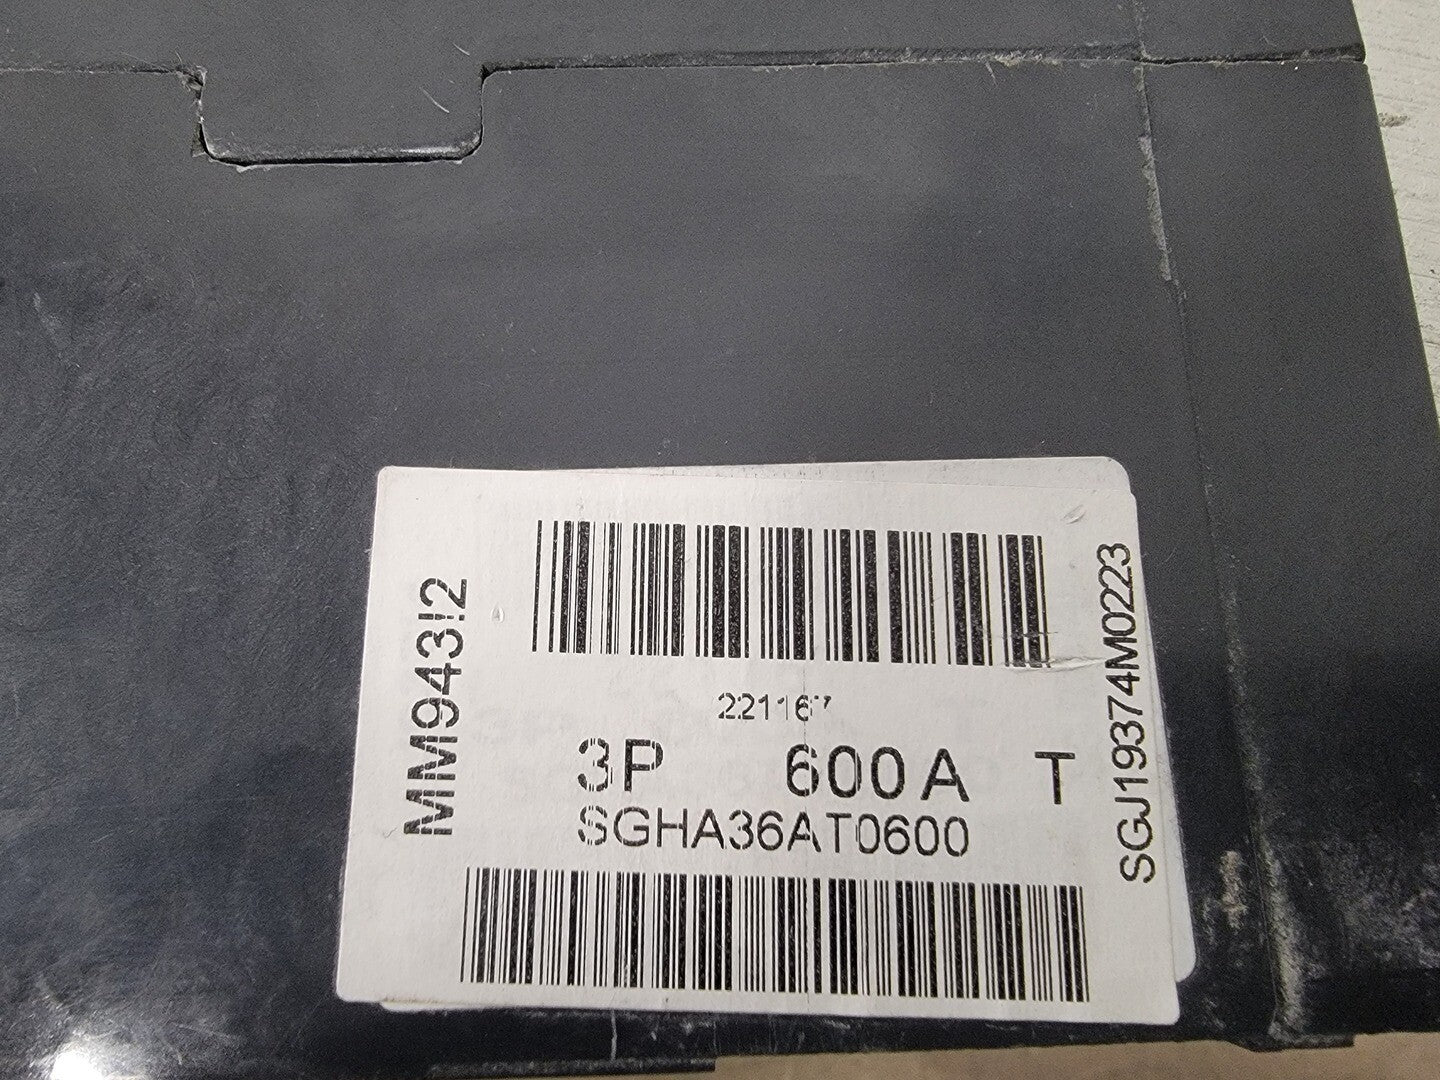 MM943!2
221167
3P 600A T
SGHA36AT0600
SGJ19374M0223